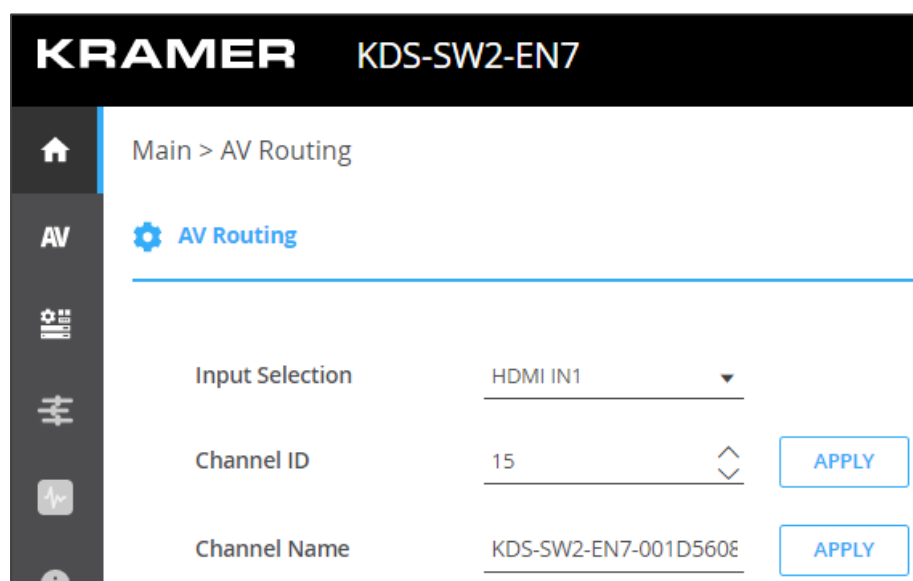 KRAMER KDS-SW2-EN7
Main > AV Routing
AV
AV Routing
Input Selection HDMI IN1
Channel ID 15 APPLY
Channel Name KDS-SW2-EN7-001D5608 APPLY